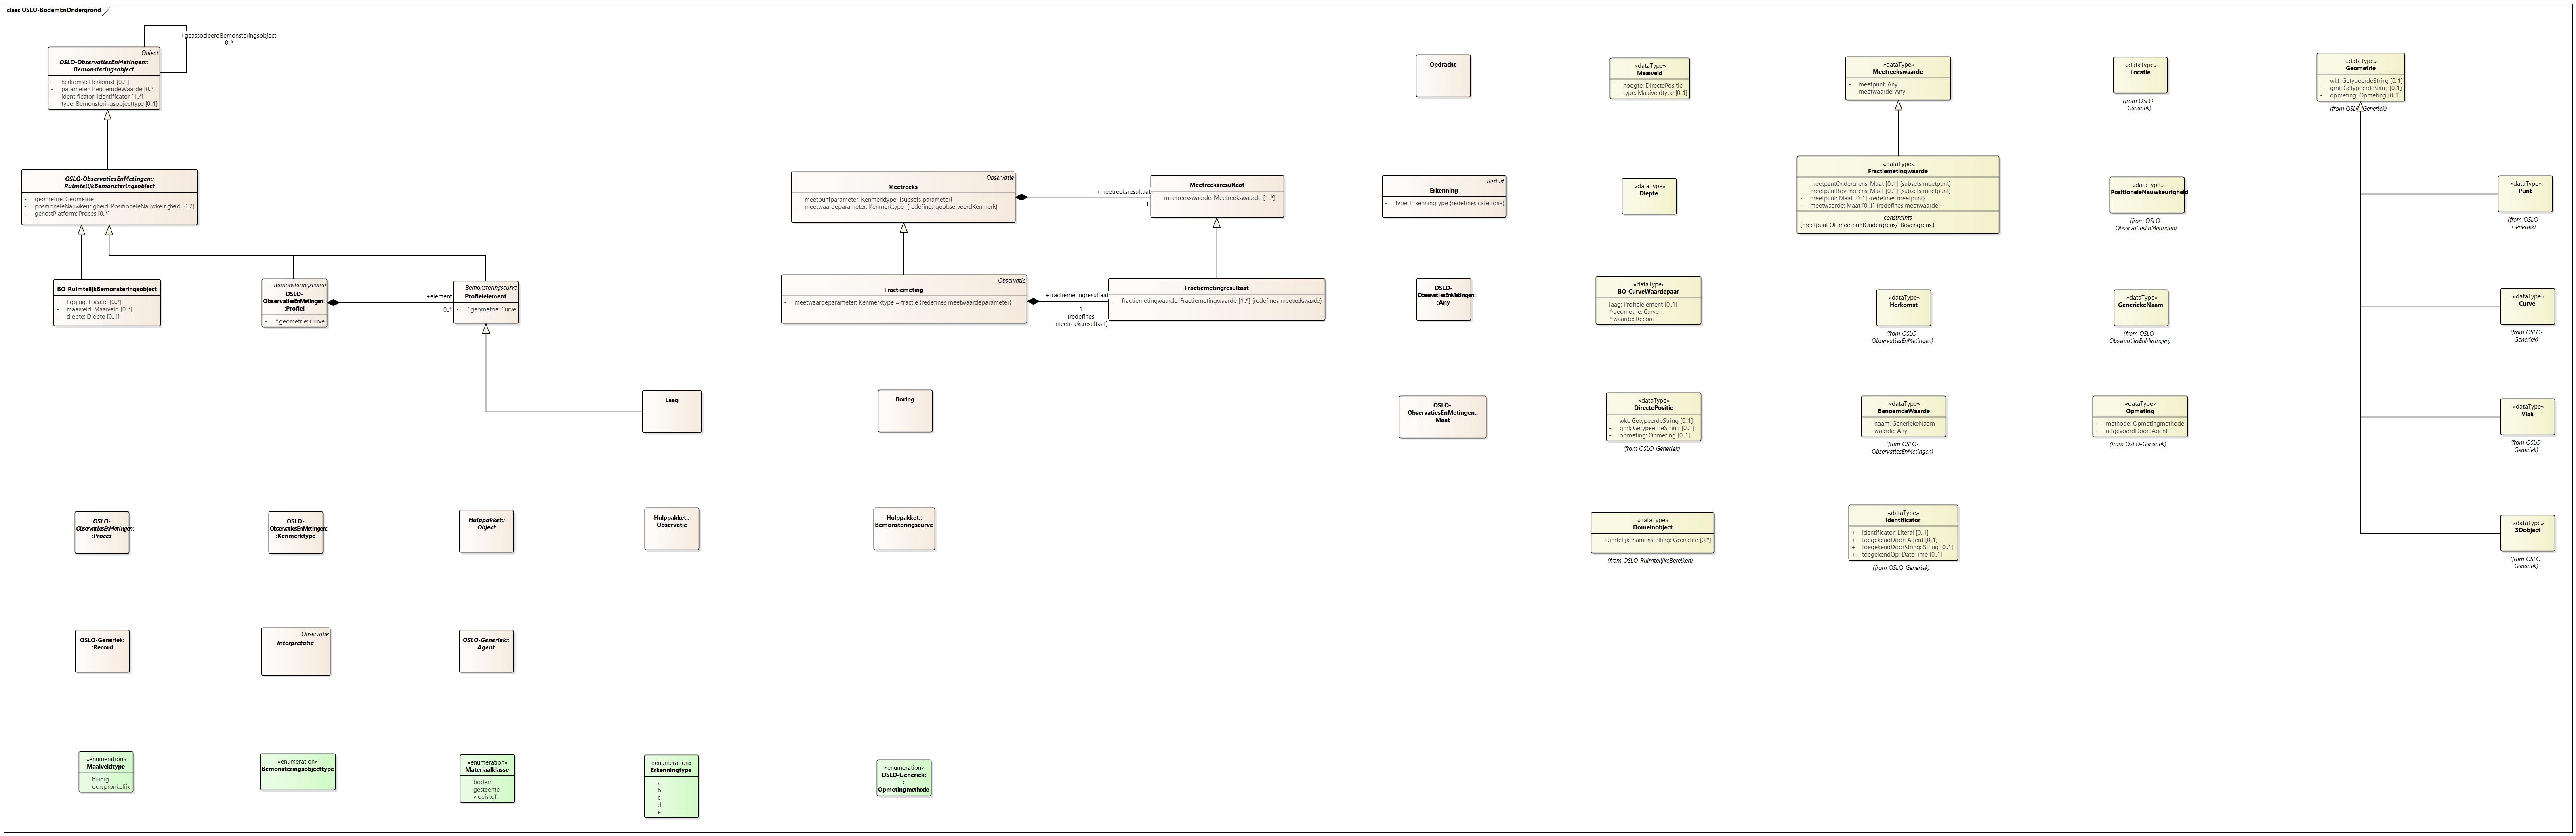 class OSLO-BodemEnOndergrond
+geassocieerdBemonsteringsobject
0..*
Object
OSLO-ObservatiesEnMetingen::
Bemonsteringsobject
- herkomst: Herkomst [0..1]
- parameter: BenoemdeWaarde [0..*]
- identificator: Identificator [1..*]
- type: Bemonsteringsobjecttype [0..1]
OSLO-ObservatiesEnMetingen::
RuimtelijkBemonsteringsobject
- geometrie: Geometrie
- positioneleNauwkeurigheid: PositioneleNauwkeurigheid [0..2]
- gehostPlatform: Proces [0..*]
BO_RuimtelijkBemonsteringsobject
- ligging: Locatie [0..*]
- maaiveld: Maaiveld [0..*]
- diepte: Diepte [0..1]
Bemonsteringscurve
OSLO-
ObservatiesEnMetingen:
:Profiel
- ^geometrie: Curve
+element
0..*
Bemonsteringscurve
Profielelement
- ^geometrie: Curve
Laag
Observatie
Meetreeks
- meetpuntparameter: Kenmerktype {subsets parameter}
- meetwaardeparameter: Kenmerktype {redefines geobserveerdKenmerk}
+meetreeksresultaat
1
Meetreeksresultaat
- meetreekswaarde: Meetreekswaarde [1..*]
Observatie
Fractiemeting
- meetwaardeparameter: Kenmerktype = fractie {redefines meetwaardeparameter}
+fractiemetingresultaat
1
{redefines
meetreeksresultaat}
Fractiemetingresultaat
- fractiemetingwaarde: Fractiemetingwaarde [1..*] {redefines meetreekswaarde}
Boring
Opdracht
Besluit
Erkenning
- type: Erkenningtype {redefines categorie}
OSLO-
ObservatiesEnMetingen:
:Any
OSLO-
ObservatiesEnMetingen::
Maat
«dataType»
Maaiveld
- hoogte: DirectePositie
- type: Maaiveldtype [0..1]
«dataType»
Diepte
«dataType»
BO_CurveWaardepaar
- laag: Profielelement [0..1]
- ^geometrie: Curve
- ^waarde: Record
«dataType»
DirectePositie
- wkt: GetypeerdeString [0..1]
- gml: GetypeerdeString [0..1]
- opmeting: Opmeting [0..1]
(from OSLO-Generiek)
«dataType»
Domeinobject
- ruimtelijkeSamenstelling: Geometrie [0..*]
(from OSLO-RuimtelijkeBereiken)
«dataType»
Meetreekswaarde
- meetpunt: Any
- meetwaarde: Any
«dataType»
Fractiemetingwaarde
- meetpuntOndergrens: Maat [0..1] {subsets meetpunt}
- meetpuntBovengrens: Maat [0..1] {subsets meetpunt}
- meetpunt: Maat [0..1] {redefines meetpunt}
- meetwaarde: Maat [0..1] {redefines meetwaarde}
constraints
{meetpunt OF meetpuntOndergrens/-Bovengrens.}
«dataType»
Herkomst
(from OSLO-
ObservatiesEnMetingen)
«dataType»
BenoemdeWaarde
- naam: GeneriekeNaam
- waarde: Any
(from OSLO-
ObservatiesEnMetingen)
«dataType»
Identificator
+ identificator: Literal [0..1]
+ toegekendDoor: Agent [0..1]
+ toegekendDoorString: String [0..1]
+ toegekendOp: DateTime [0..1]
(from OSLO-Generiek)
«dataType»
Locatie
(from OSLO-
Generiek)
«dataType»
PositioneleNauwkeurigheid
(from OSLO-
ObservatiesEnMetingen)
«dataType»
GeneriekeNaam
(from OSLO-
ObservatiesEnMetingen)
«dataType»
Opmeting
- methode: Opmetingmethode
- uitgevoerdDoor: Agent
(from OSLO-Generiek)
«dataType»
Geometrie
+ wkt: GetypeerdeString [0..1]
+ gml: GetypeerdeString [0..1]
- opmeting: Opmeting [0..1]
(from OSLO-Generiek)
«dataType»
Punt
(from OSLO-
Generiek)
«dataType»
Curve
(from OSLO-
Generiek)
«dataType»
Vlak
(from OSLO-
Generiek)
«dataType»
3Dobject
(from OSLO-
Generiek)
OSLO-
ObservatiesEnMetingen:
:Proces
OSLO-
ObservatiesEnMetingen:
:Kenmerktype
Hulppakket::
Object
Hulppakket::
Observatie
Hulppakket::
Bemonsteringscurve
OSLO-Generiek:
:Record
Observatie
Interpretatie
OSLO-Generiek::
Agent
«enumeration»
Maaiveldtype
huidig
oorspronkelijk
«enumeration»
Bemonsteringsobjecttype
«enumeration»
Materiaalklasse
bodem
gesteente
vloeistof
«enumeration»
Erkenningtype
a
b
c
d
e
«enumeration»
OSLO-Generiek:
:
Opmetingmethode